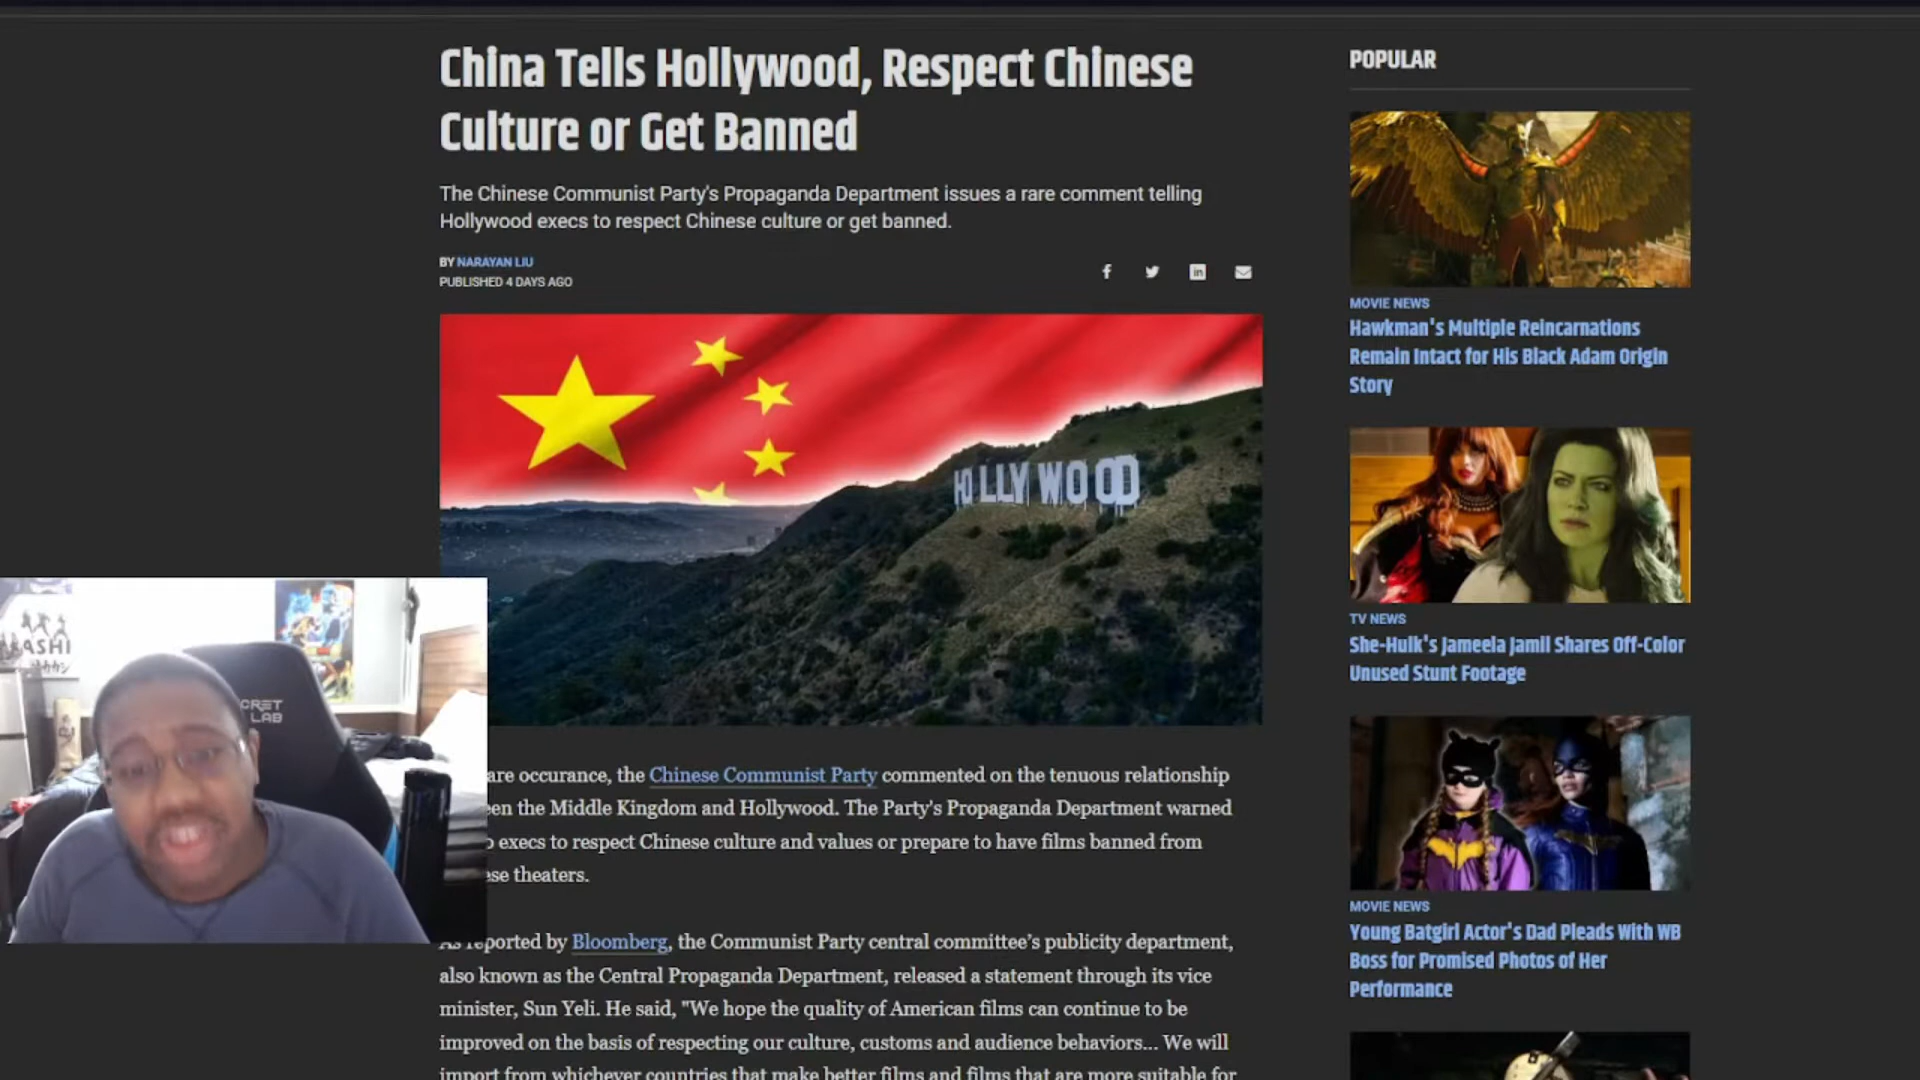 China Tells Hollywood, Respect Chinese
Culture or Get Banned
The Chinese Communist Party's Propaganda Department issues a rare comment telling
Hollywood execs to respect Chinese culture or get banned.
BY NARAYAN LIU
PUBLISHED 4 DAYS AGO
HOLLYWOOD
are occurance, the Chinese Communist Party commented on the tenuous relationship
en the Middle Kingdom and Hollywood. The Party's Propaganda Department warned
execs to respect Chinese culture and values or prepare to have films banned from
ese theaters.
As reported by Bloomberg, the Communist Party central committee’s publicity department,
also known as the Central Propaganda Department, released a statement through its vice
minister, Sun Yeli. He said, "We hope the quality of American films can continue to be
improved on the basis of respecting our culture, customs and audience behaviors... We will
import from whichever countries that make better films and films that are more suitable for
POPULAR
MOVIE NEWS
Hawkman's Multiple Reincarnations
Remain Intact for His Black Adam Origin
Story
TV NEWS
She-Hulk's Jameela Jamil Shares Off-Color
Unused Stunt Footage
MOVIE NEWS
Young Batgirl Actor's Dad Pleads With WB
Boss for Promised Photos of Her
Performance
ASHI
CRET
LAB